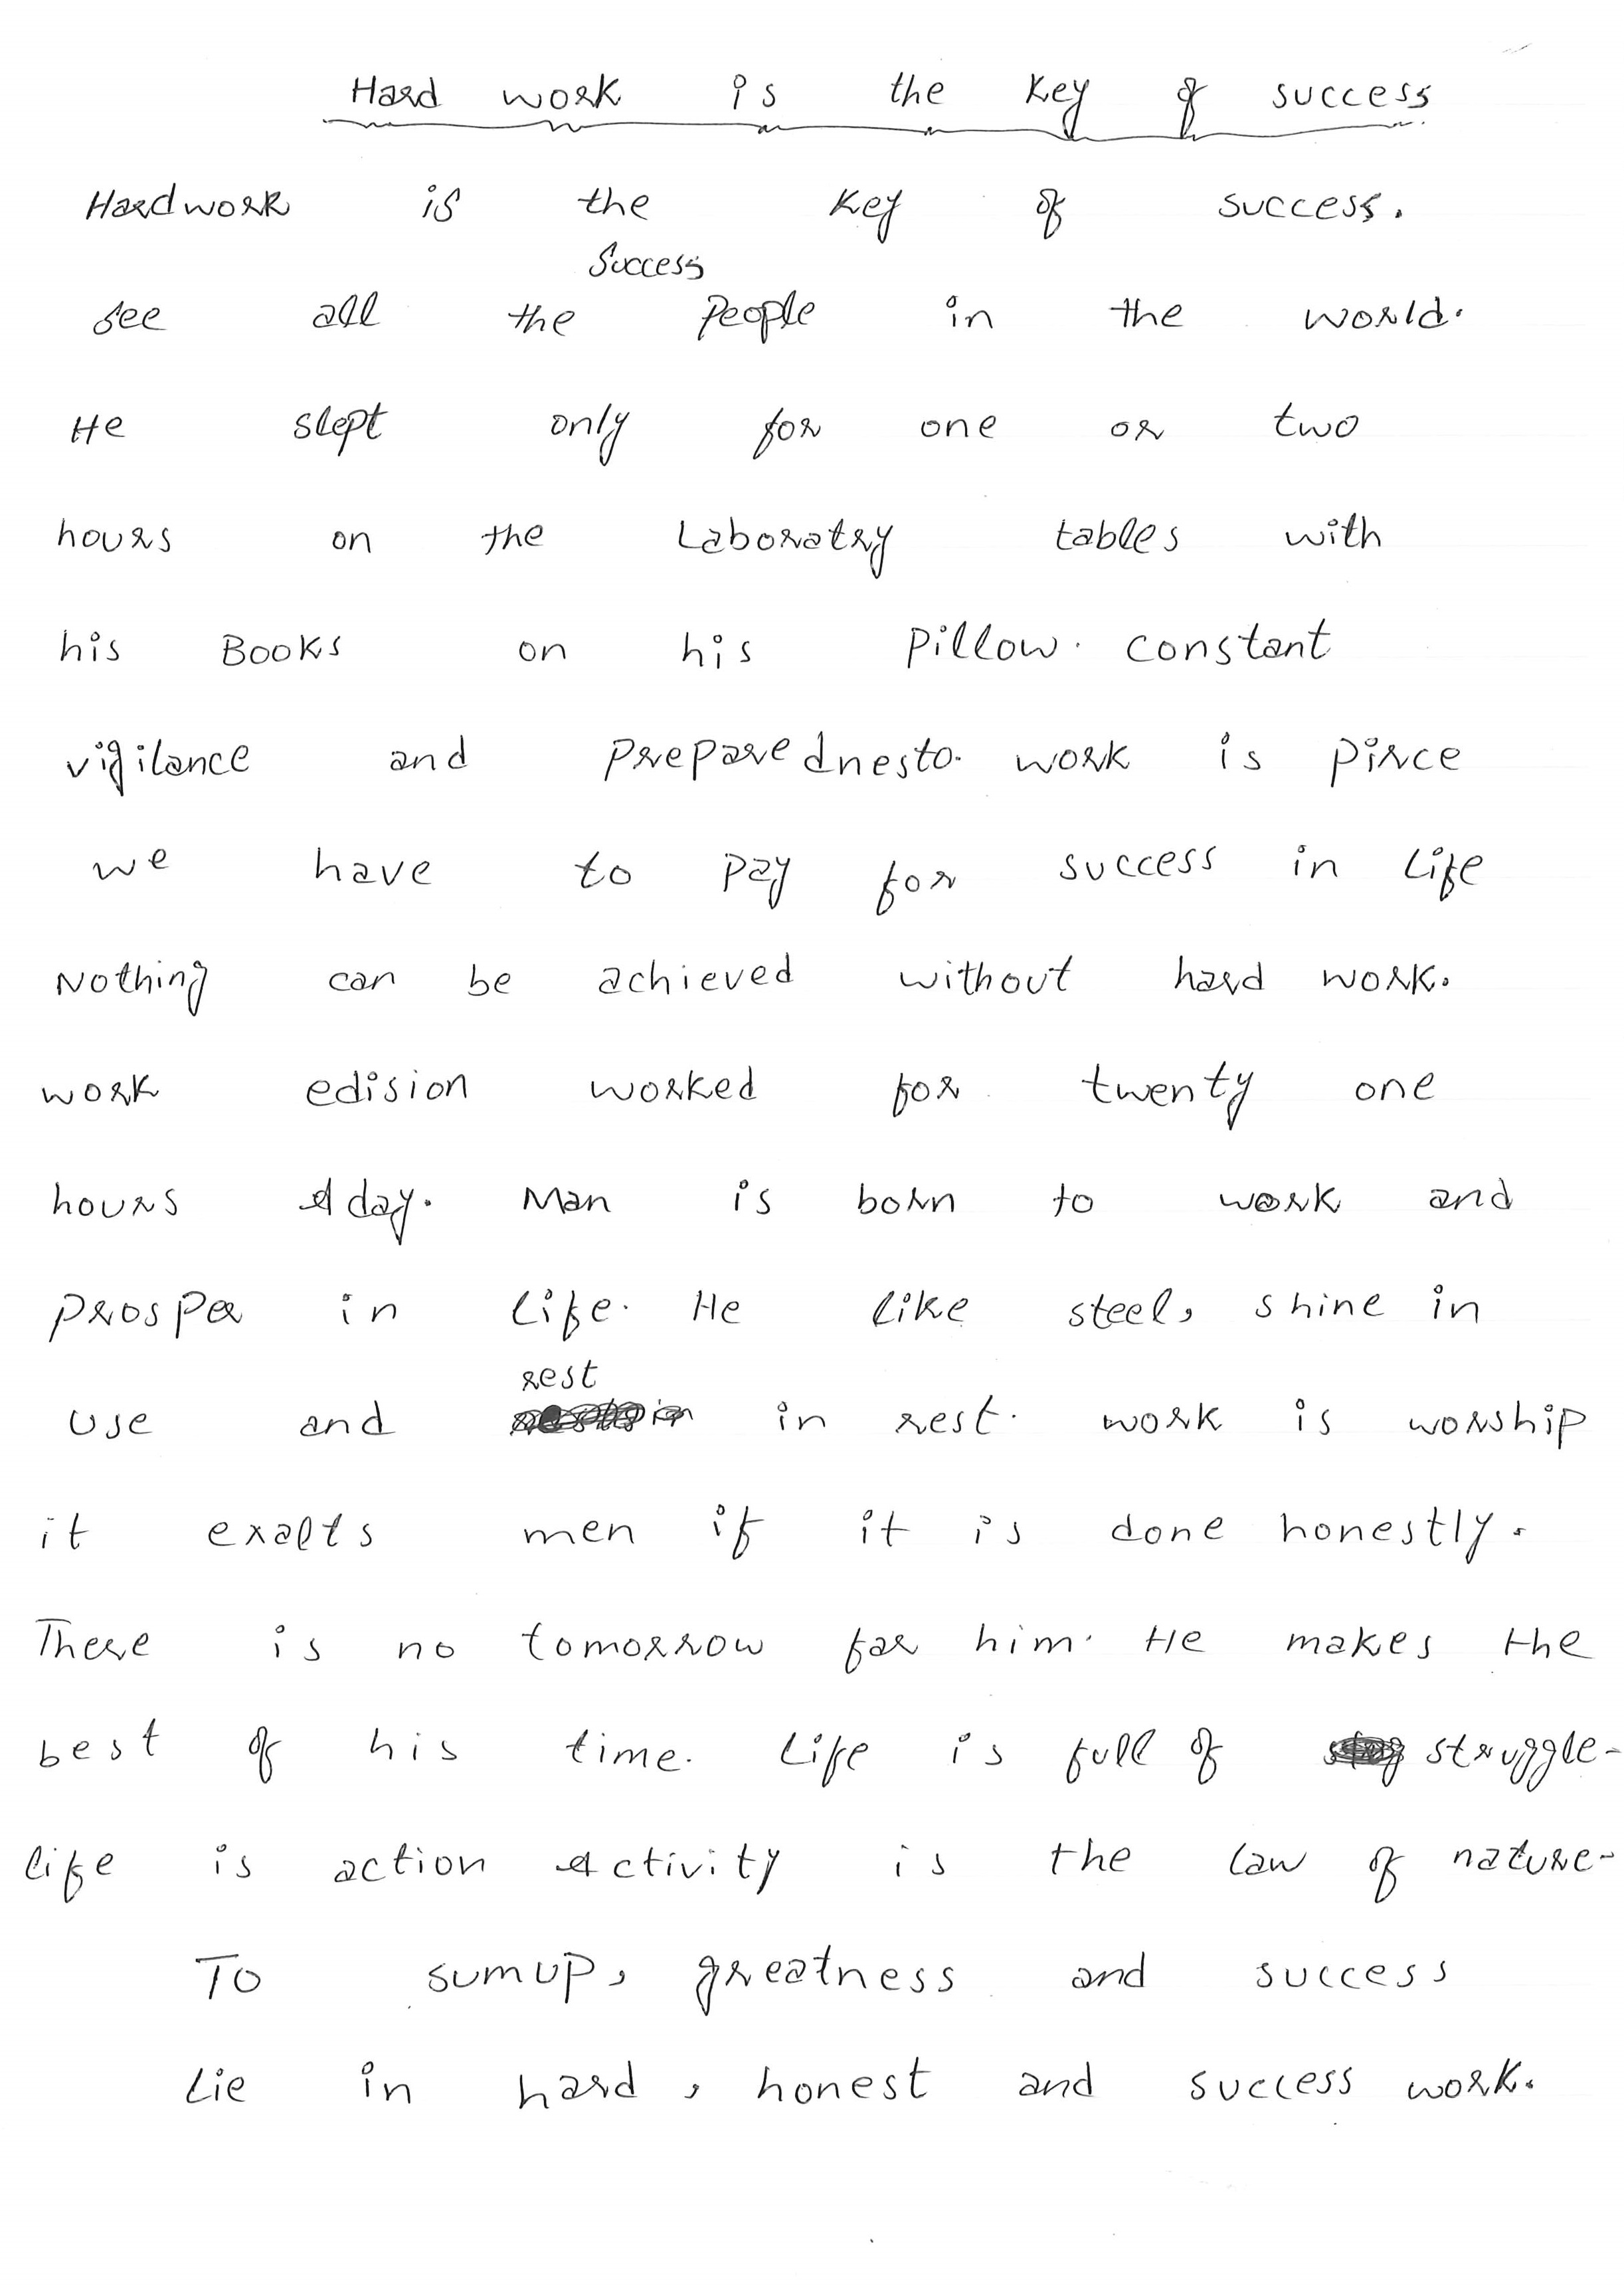 Hard work is the key of success
Hardwork is the key of success.
Success
See all the People in the world.
He slept only for one or two
hours on the Laboratry tables with
his Books on his pillow. constant
vigilance and preparednesto. work is pirce
we have to pay for success in life
Nothing can be achieved without hard work.
work edision worked for twenty one
hours A day. Man is born to work and
prosper in life. He like steel, shine in
rest
use and in rest. work is worship
it exalts men if it is done honestly.
There is no tomorrow for him. He makes the
best of his time. Life is full of struggle-
life is action Activity is the law of nature-
To sumup, greatness and success
Lie in hard, honest and success work.